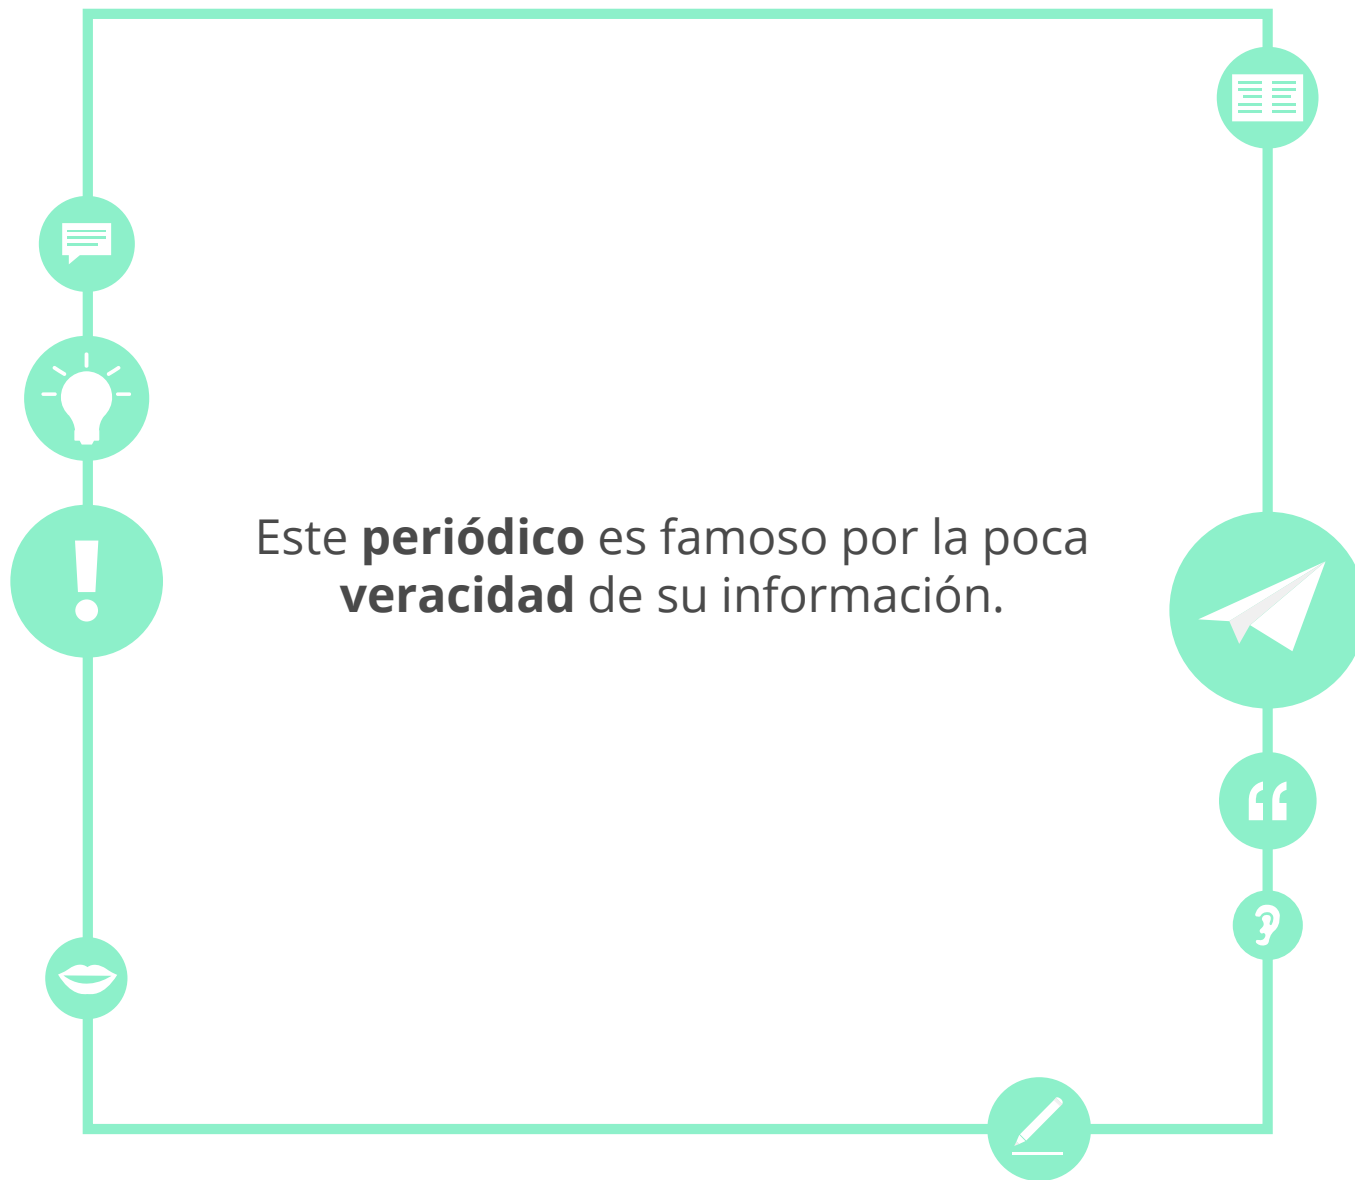 Este periódico es famoso por la poca
veracidad de su información.